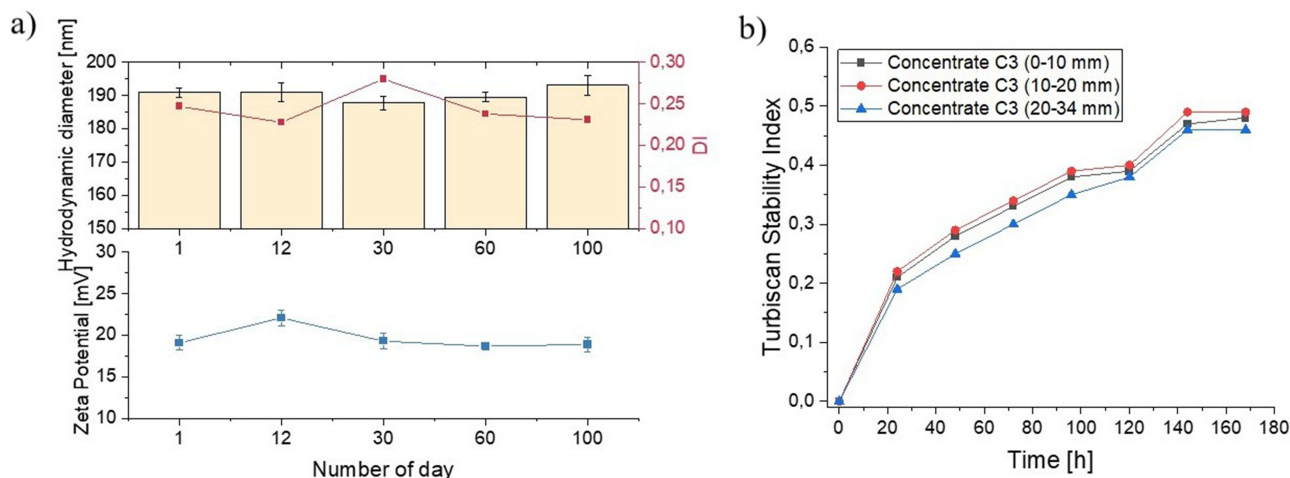 a)
Hydrodynamic diameter [nm]
200
190
180
170
160
150
0,30
0,25
0,20
0,15
0,10
DI
1 12 30 60 100
Zeta Potential [mV]
30
25
20
15
10
1 12 30 60 100
Number of day
b)
Turbiscan Stability Index
0,6
0,5
0,4
0,3
0,2
0,1
0,0
Concentrate C3 (0-10 mm)
Concentrate C3 (10-20 mm)
Concentrate C3 (20-34 mm)
0 20 40 60 80 100 120 140 160 180
Time [h]